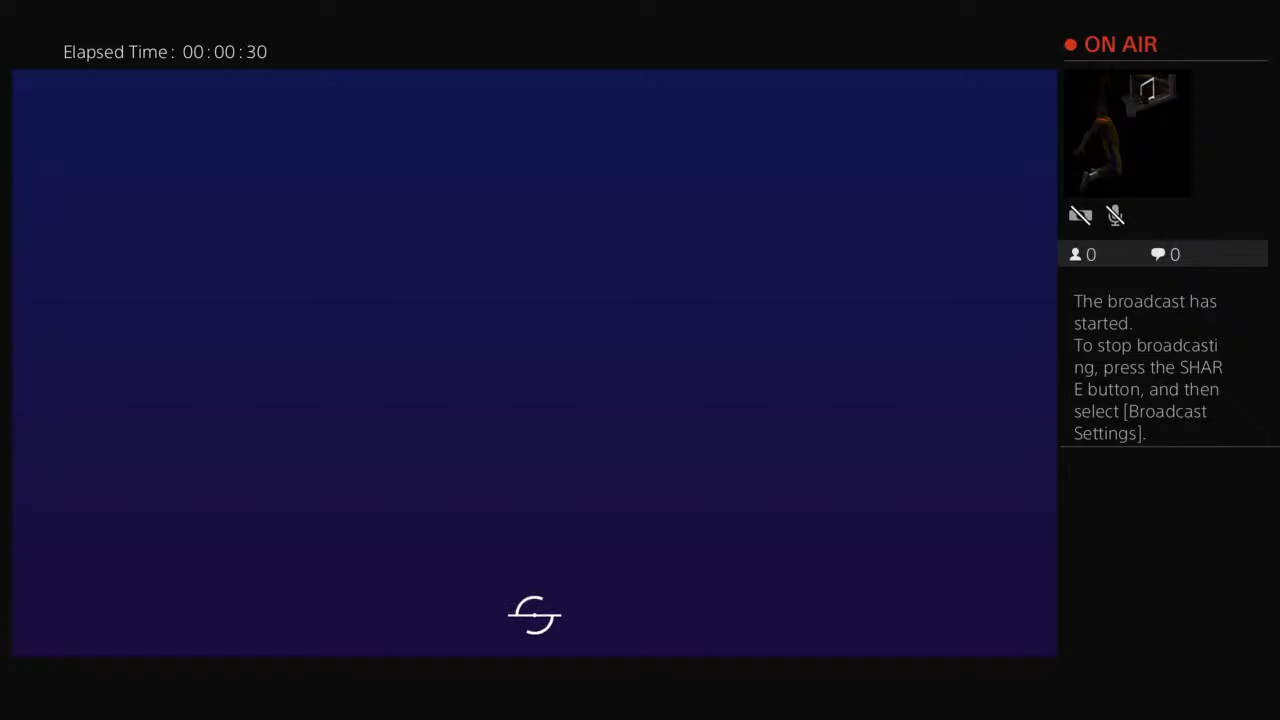 Elapsed Time: 00:00:30
ON AIR
0
0
The broadcast has
started.
To stop broadcasti
ng, press the SHAR
E button, and then
select [Broadcast
Settings].